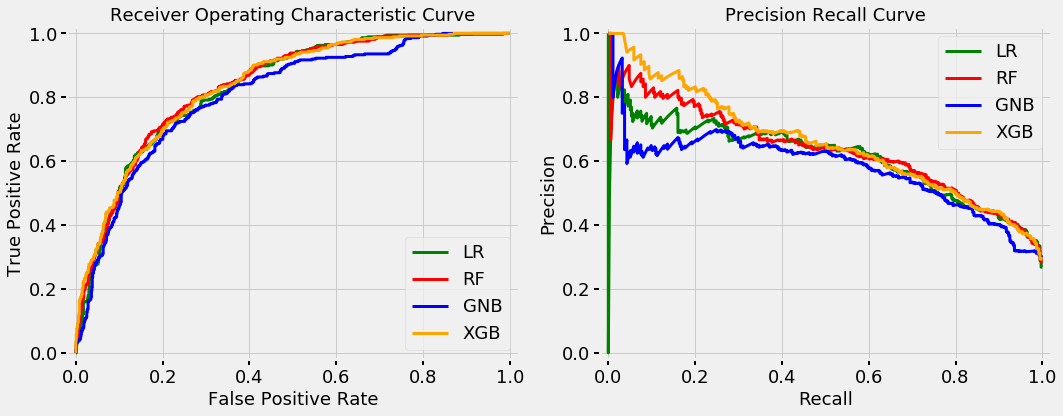 Receiver Operating Characteristic Curve
True Positive Rate
1.0
0.8
0.6
0.4
0.2
0.0
LR
RF
GNB
XGB
0.0 0.2 0.4 0.6 0.8 1.0
False Positive Rate
Precision Recall Curve
Precision
1.0
0.8
0.6
0.4
0.2
0.0
LR
RF
GNB
XGB
0.0 0.2 0.4 0.6 0.8 1.0
Recall